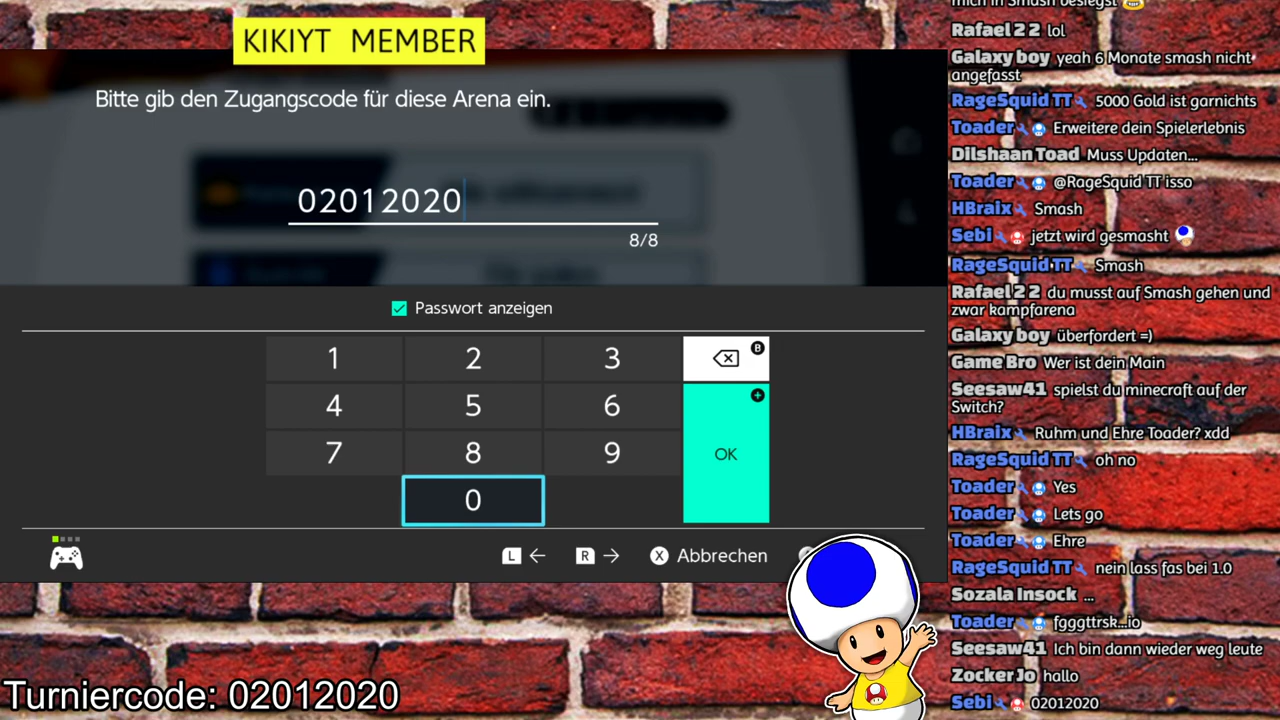 KIKIYT MEMBER
Bitte gib den Zugangscode für diese Arena ein.
02012020
8/8
Passwort anzeigen
1 2 3
B
4 5 6
+
7 8 9
OK
0
L ← R → X Abbrechen
Turniercode: 02012020
mich in Smash besiegst
Rafael 2 2 lol
Galaxy boy yeah 6 Monate smash nicht
angefasst
RageSquid TT 5000 Gold ist garnichts
Toader Erweitere dein Spielerlebnis
Dilshaan Toad Muss Updaten...
Toader @RageSquid TT isso
HBraix Smash
Sebi jetzt wird gesmasht
RageSquid TT Smash
Rafael 2 2 du musst auf Smash gehen und
zwar kampfarena
Galaxy boy überfordert =)
Game Bro Wer ist dein Main
Seesaw41 spielst du minecraft auf der
Switch?
HBraix Ruhm und Ehre Toader? xdd
RageSquid TT oh no
Toader Yes
Toader Lets go
Toader Ehre
RageSquid TT nein lass fas bei 1.0
Sozala Insock ...
Toader fgggttrsk...io
Seesaw41 Ich bin dann wieder weg leute
Zocker Jo hallo
Sebi 02012020